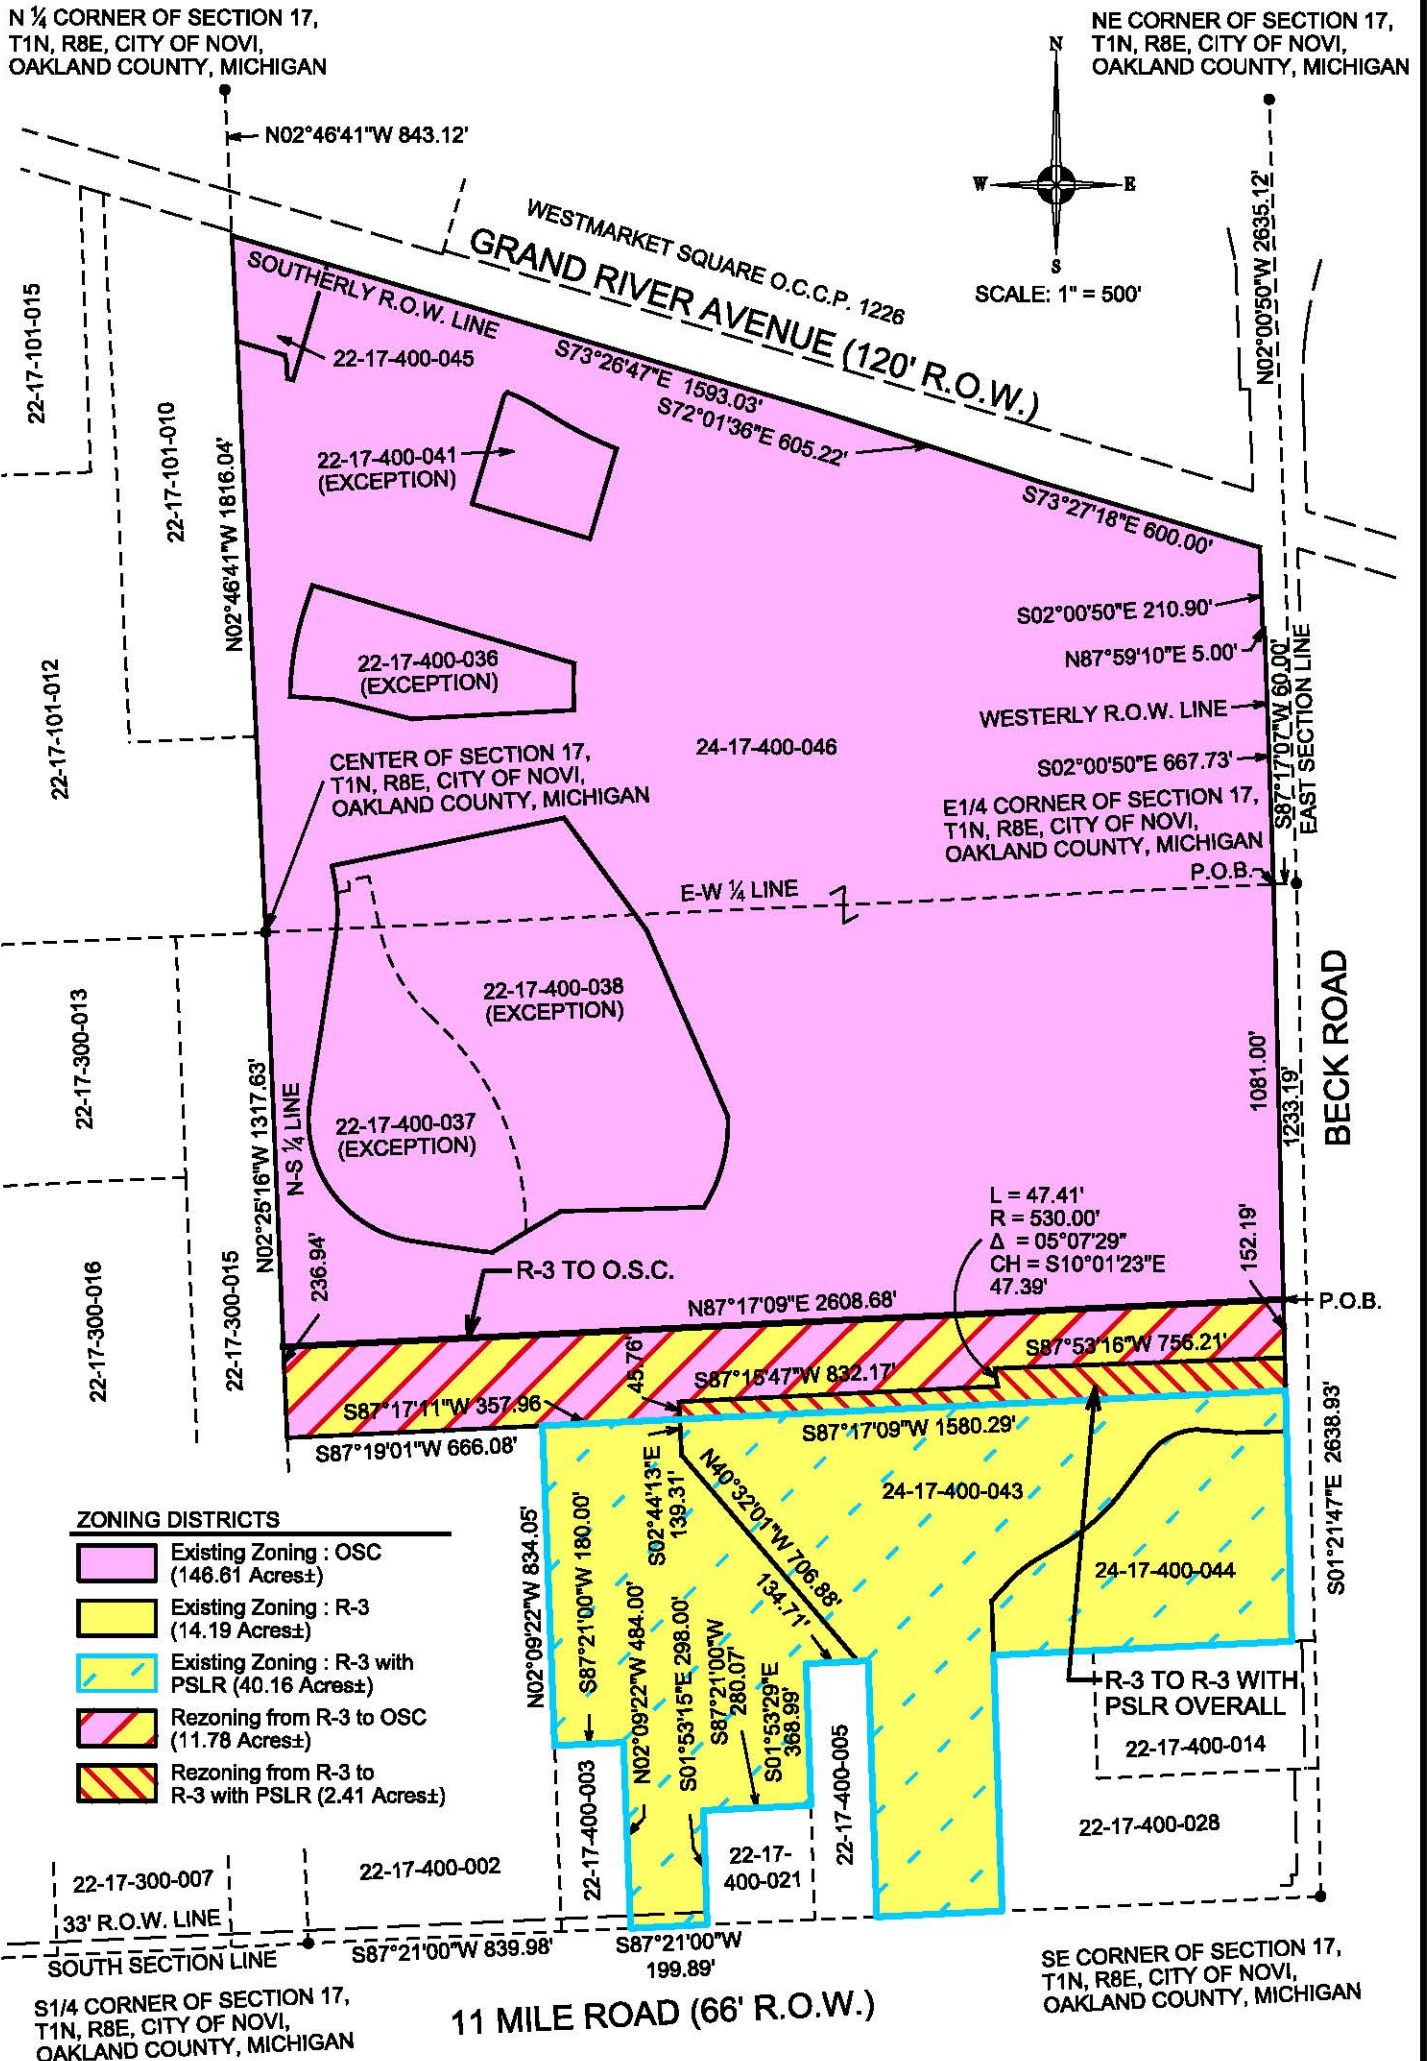 N ¼ CORNER OF SECTION 17,
T1N, R8E, CITY OF NOVI,
OAKLAND COUNTY, MICHIGAN
NE CORNER OF SECTION 17,
T1N, R8E, CITY OF NOVI,
OAKLAND COUNTY, MICHIGAN
N
W
E
S
SCALE: 1" = 500'
N02°46'41"W 843.12'
N02°00'50"W 2635.12'
WESTMARKET SQUARE O.C.C.P. 1226
GRAND RIVER AVENUE (120' R.O.W.)
SOUTHERLY R.O.W. LINE
S73°26'47"E 1593.03'
S72°01'36"E 605.22'
S73°27'18"E 600.00'
22-17-101-015
22-17-101-010
22-17-400-045
22-17-400-041
(EXCEPTION)
N02°46'41"W 1816.04'
S02°00'50"E 210.90'
N87°59'10"E 5.00'
22-17-400-036
(EXCEPTION)
22-17-101-012
WESTERLY R.O.W. LINE
S87°17'07"W 60.00'
EAST SECTION LINE
24-17-400-046
S02°00'50"E 667.73'
CENTER OF SECTION 17,
T1N, R8E, CITY OF NOVI,
OAKLAND COUNTY, MICHIGAN
E1/4 CORNER OF SECTION 17,
T1N, R8E, CITY OF NOVI,
OAKLAND COUNTY, MICHIGAN
P.O.B.
E-W ¼ LINE
22-17-400-038
(EXCEPTION)
22-17-300-013
BECK ROAD
1081.00'
1233.19'
22-17-400-037
(EXCEPTION)
N02°25'16"W 1317.63'
N-S ¼ LINE
L = 47.41'
R = 530.00'
Δ = 05°07'29"
CH = S10°01'23"E
47.39'
152.19'
236.94'
22-17-300-016
22-17-300-015
R-3 TO O.S.C.
N87°17'09"E 2608.68'
P.O.B.
S87°53'16"W 756.21'
45.76'
S87°15'47"W 832.17'
S87°17'11"W 357.96
S87°17'09"W 1580.29'
S87°19'01"W 666.08'
S02°44'13"E
139.31'
N40°32'01"W 706.88'
134.71'
24-17-400-043
24-17-400-044
S01°21'47"E 2638.93'
N02°09'22"W 834.05'
S87°21'00"W 180.00'
N02°09'22"W 484.00'
S01°53'15"E 298.00'
S87°21'00"W
280.07'
S01°53'29"E
368.99'
R-3 TO R-3 WITH
PSLR OVERALL
22-17-400-014
22-17-400-028
22-17-400-005
22-17-400-003
22-17-
400-021
ZONING DISTRICTS
Existing Zoning : OSC
(146.61 Acres±)
Existing Zoning : R-3
(14.19 Acres±)
Existing Zoning : R-3 with
PSLR (40.16 Acres±)
Rezoning from R-3 to OSC
(11.78 Acres±)
Rezoning from R-3 to
R-3 with PSLR (2.41 Acres±)
22-17-300-007
22-17-400-002
33' R.O.W. LINE
SOUTH SECTION LINE
S87°21'00"W 839.98'
S87°21'00"W
199.89'
S1/4 CORNER OF SECTION 17,
T1N, R8E, CITY OF NOVI,
OAKLAND COUNTY, MICHIGAN
11 MILE ROAD (66' R.O.W.)
SE CORNER OF SECTION 17,
T1N, R8E, CITY OF NOVI,
OAKLAND COUNTY, MICHIGAN